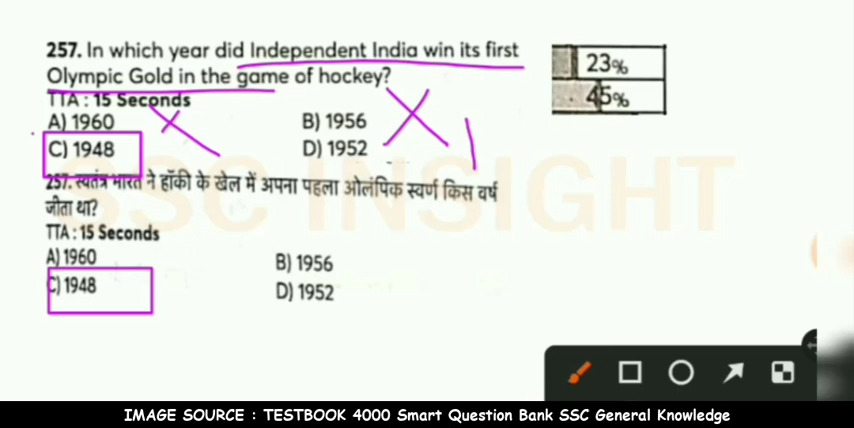 257. In which year did Independent India win its first
Olympic Gold in the game of hockey?
TTA : 15 Seconds
A) 1960 B) 1956
C) 1948 D) 1952
257. स्वतंत्र भारत ने हॉकी के खेल में अपना पहला ओलंपिक स्वर्ण किस वर्ष
जीता था?
TTA : 15 Seconds
A) 1960 B) 1956
C) 1948 D) 1952
23%
45%
SSC INSIGHT
IMAGE SOURCE : TESTBOOK 4000 Smart Question Bank SSC General Knowledge